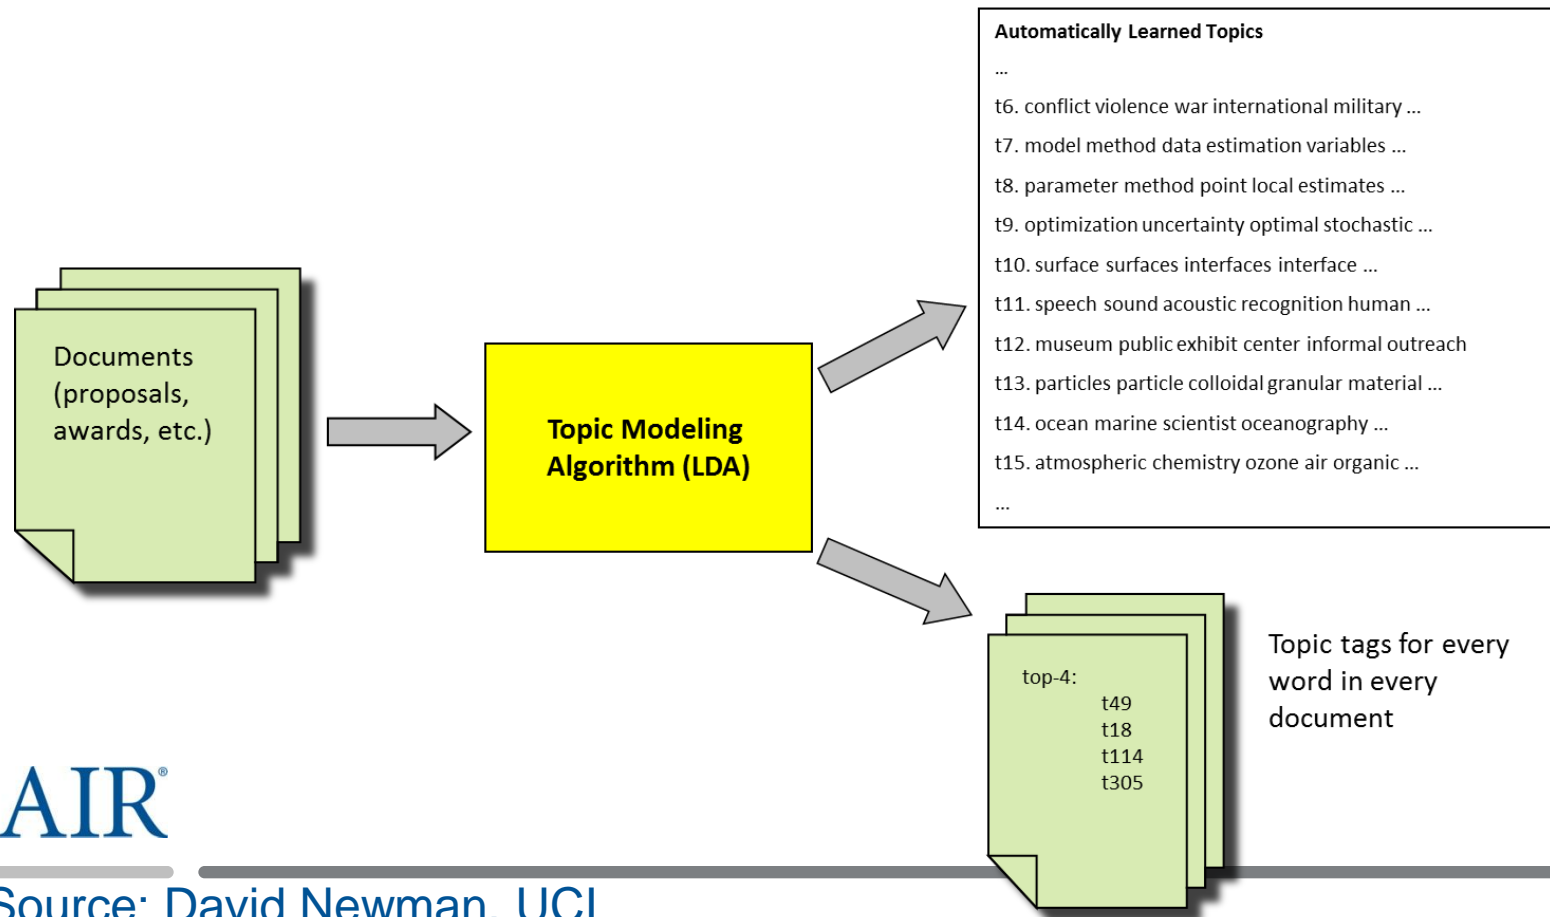 Automatically Learned Topics
...
t6. conflict violence war international military ...
t7. model method data estimation variables ...
t8. parameter method point local estimates ...
t9. optimization uncertainty optimal stochastic ...
t10. surface surfaces interfaces interface ...
t11. speech sound acoustic recognition human ...
t12. museum public exhibit center informal outreach
t13. particles particle colloidal granular material ...
t14. ocean marine scientist oceanography ...
t15. atmospheric chemistry ozone air organic ...
...
Documents
(proposals,
awards, etc.)
Topic Modeling
Algorithm (LDA)
top-4:
t49
t18
t114
t305
Topic tags for every
word in every
document
AIR®
Source: David Newman, UCI